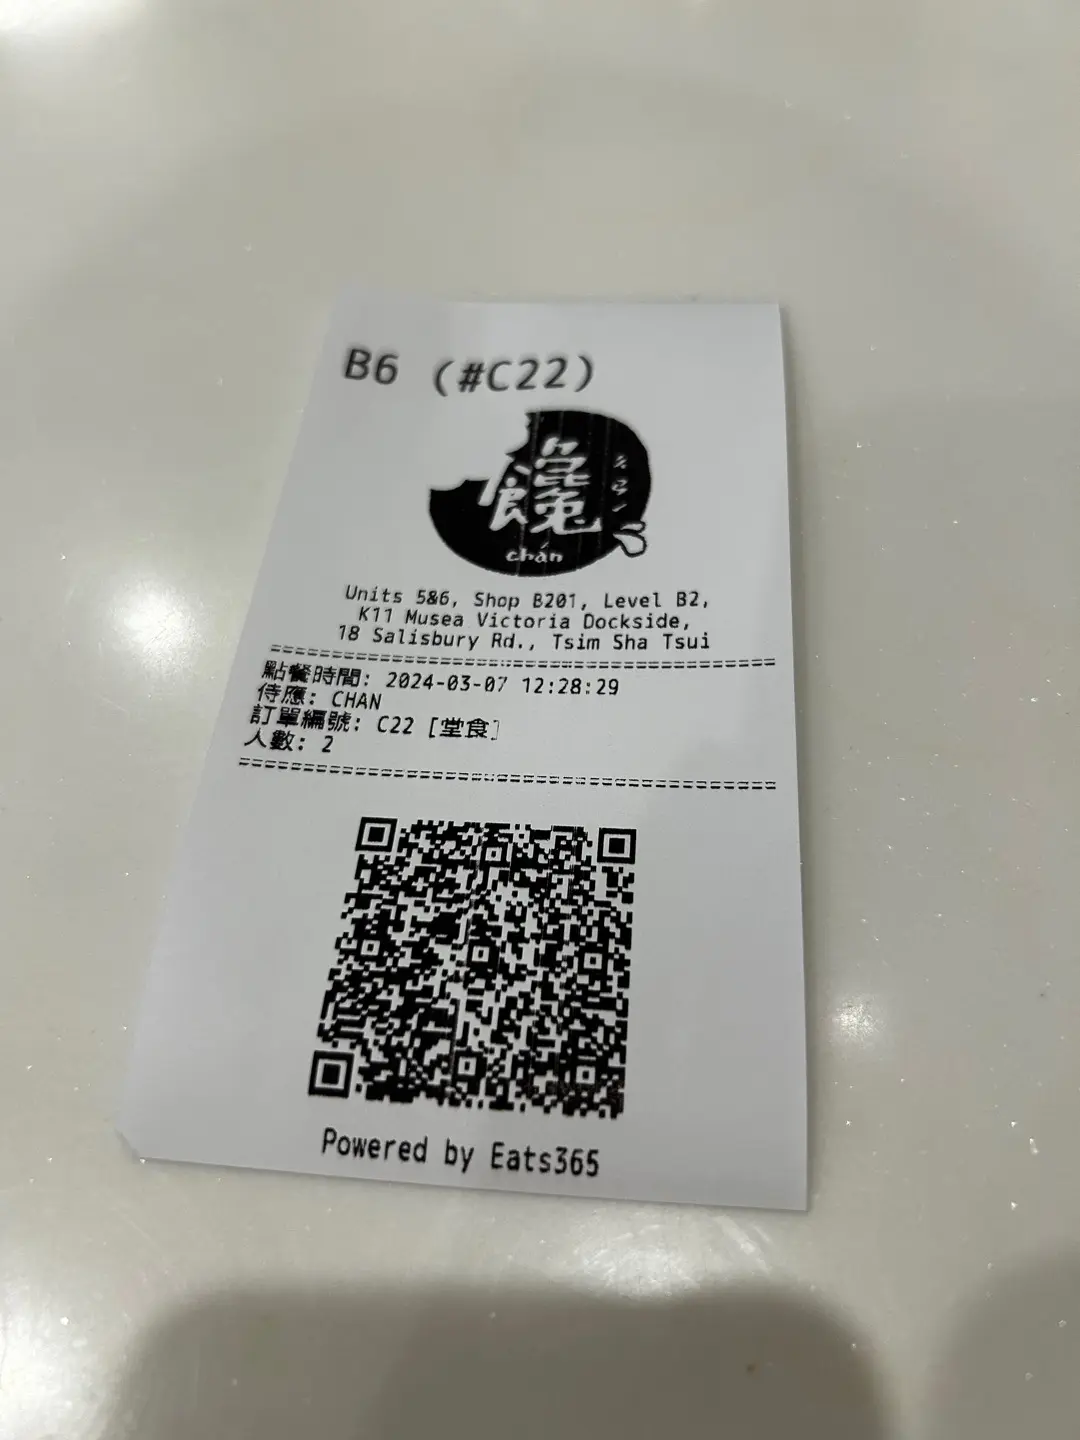 B6 (#C22)
饞
ㄔㄢˊ
chán
Units 5&6, Shop B201, Level B2,
K11 Musea Victoria Dockside,
18 Salisbury Rd., Tsim Sha Tsui
點餐時間: 2024-03-07 12:28:29
侍應: CHAN
訂單編號: C22 [堂食]
人數: 2
Powered by Eats365